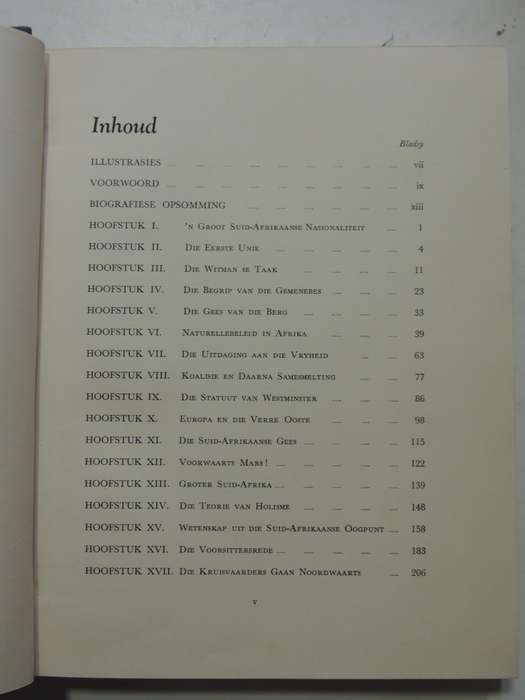 Inhoud
Bladsy
ILLUSTRASIES vii
VOORWOORD ix
BIOGRAFIESE OPSOMMING xiii
HOOFSTUK I. 'n Groot Suid-Afrikaanse Nasionaliteit 1
HOOFSTUK II. Die Eerste Unie 4
HOOFSTUK III. Die Witman se Taak 11
HOOFSTUK IV. Die Begrip van die Gemenebes 23
HOOFSTUK V. Die Gees van die Berg 33
HOOFSTUK VI. Naturellebeleid in Afrika 39
HOOFSTUK VII. Die Uitdaging aan die Vryheid 63
HOOFSTUK VIII. Koalisie en Daarna Samesmelting 77
HOOFSTUK IX. Die Statuut van Westminster 86
HOOFSTUK X. Europa en die Verre Ooste 98
HOOFSTUK XI. Die Suid-Afrikaanse Gees 115
HOOFSTUK XII. Voorwaarts Mars! 122
HOOFSTUK XIII. Groter Suid-Afrika 139
HOOFSTUK XIV. Die Teorie van Holisme 148
HOOFSTUK XV. Wetenskap uit die Suid-Afrikaanse Oogpunt 158
HOOFSTUK XVI. Die Voorsittersrede 183
HOOFSTUK XVII. Die Kruisvaarders Gaan Noordwaarts 206
v